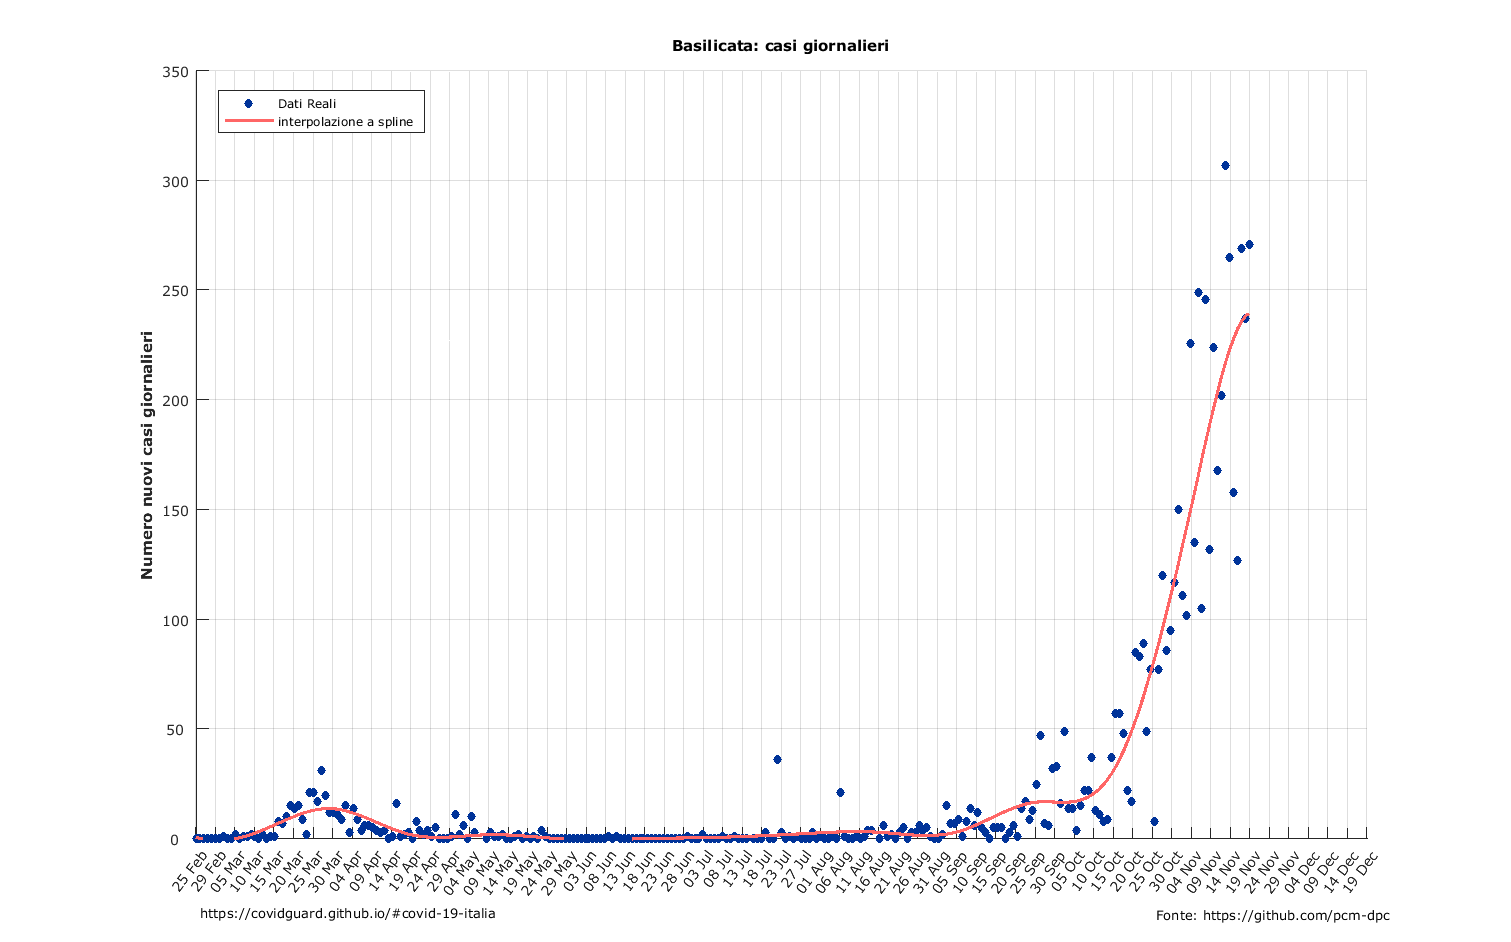 Basilicata: casi giornalieri
Dati Reali
interpolazione a spline
Numero nuovi casi giornalieri
350
300
250
200
150
100
50
0
25 Feb
29 Feb
05 Mar
10 Mar
15 Mar
20 Mar
25 Mar
30 Mar
04 Apr
09 Apr
14 Apr
19 Apr
24 Apr
29 Apr
04 May
09 May
14 May
19 May
24 May
29 May
03 Jun
08 Jun
13 Jun
18 Jun
23 Jun
28 Jun
03 Jul
08 Jul
13 Jul
18 Jul
23 Jul
27 Jul
01 Aug
06 Aug
11 Aug
16 Aug
21 Aug
26 Aug
31 Aug
05 Sep
10 Sep
15 Sep
20 Sep
25 Sep
30 Sep
05 Oct
10 Oct
15 Oct
20 Oct
25 Oct
30 Oct
04 Nov
09 Nov
14 Nov
19 Nov
24 Nov
29 Nov
04 Dec
09 Dec
14 Dec
19 Dec
https://covidguard.github.io/#covid-19-italia
Fonte: https://github.com/pcm-dpc